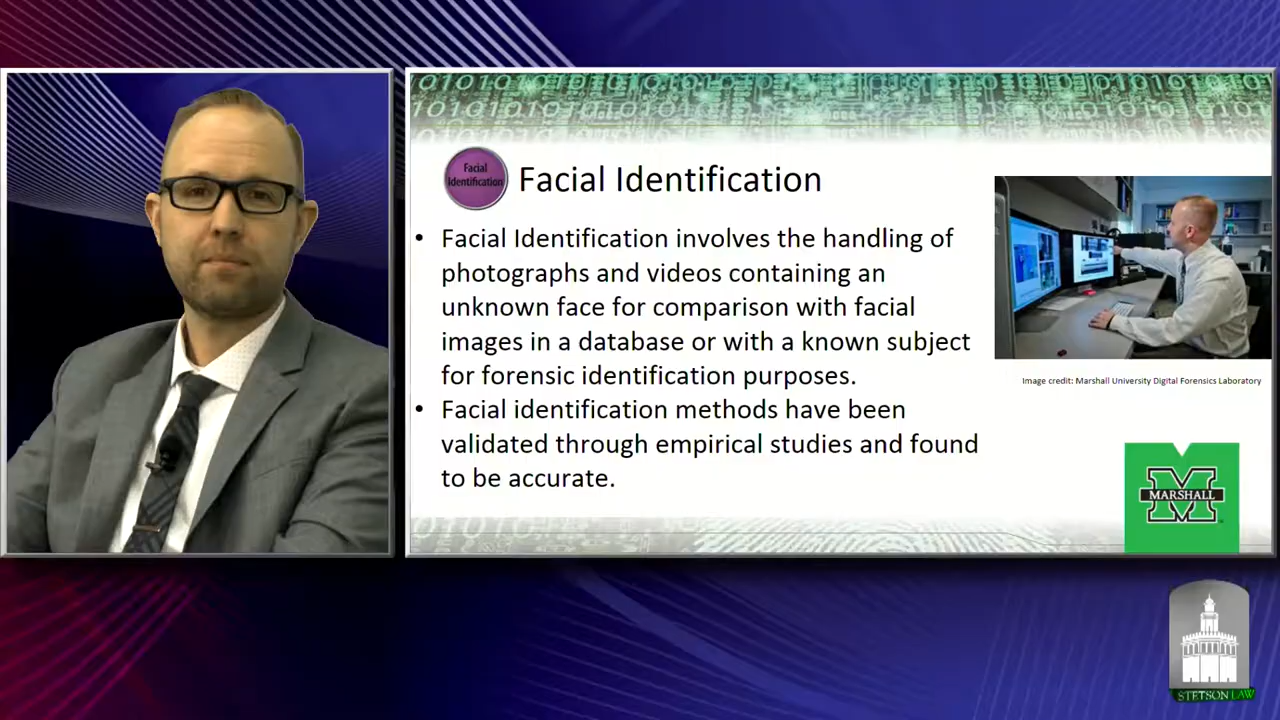 Facial
Identification
Facial Identification
• Facial Identification involves the handling of
photographs and videos containing an
unknown face for comparison with facial
images in a database or with a known subject
for forensic identification purposes.
• Facial identification methods have been
validated through empirical studies and found
to be accurate.
Image credit: Marshall University Digital Forensics Laboratory
MARSHALL
STETSON LAW